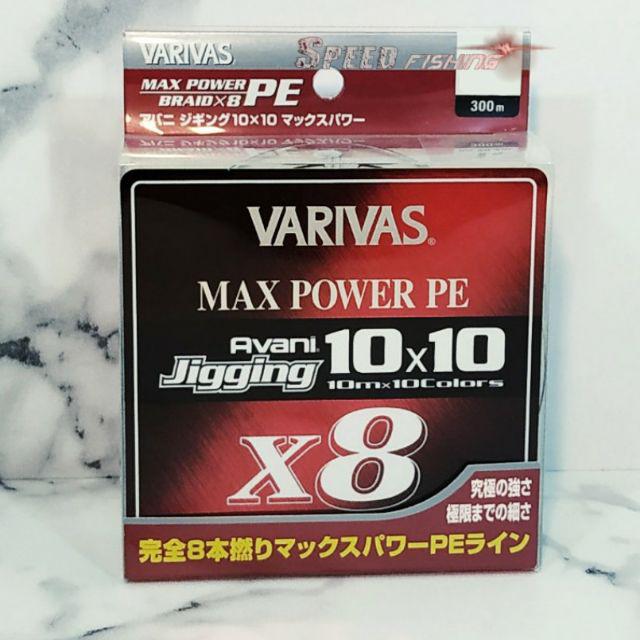 VARIVAS
SPEED FISHING
MAX POWER
BRAID×8 PE
アバニ ジギング10×10 マックスパワー
300m
VARIVAS®
MAX POWER PE
Avani
Jigging 10×10
10m×10Colors
X8
究極の強さ
極限までの細さ
完全8本撚りマックスパワーPEライン